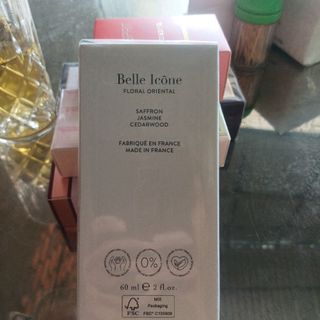 Belle Icône
FLORAL ORIENTAL
SAFFRON
JASMINE
CEDARWOOD
FABRIQUÉ EN FRANCE
MADE IN FRANCE
0%
60 ml ℮ 2 fl.oz.
FSC
MIX
Packaging